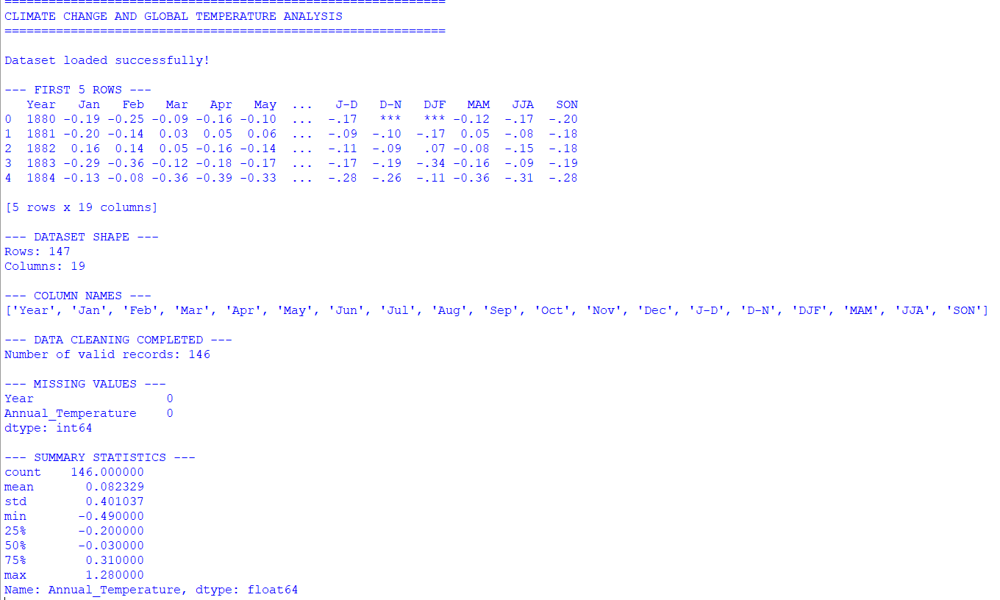 ============================================================
CLIMATE CHANGE AND GLOBAL TEMPERATURE ANALYSIS
============================================================
Dataset loaded successfully!
--- FIRST 5 ROWS ---
   Year   Jan   Feb   Mar   Apr   May  ...   J-D   D-N   DJF   MAM   JJA   SON
0  1880 -0.19 -0.25 -0.09 -0.16 -0.10  ...  -.17   ***   *** -0.12  -.17  -.20
1  1881 -0.20 -0.14  0.03  0.05  0.06  ...  -.09  -.10  -.17  0.05  -.08  -.18
2  1882  0.16  0.14  0.05 -0.16 -0.14  ...  -.11  -.09   .07 -0.08  -.15  -.18
3  1883 -0.29 -0.36 -0.12 -0.18 -0.17  ...  -.17  -.19  -.34 -0.16  -.09  -.19
4  1884 -0.13 -0.08 -0.36 -0.39 -0.33  ...  -.28  -.26  -.11 -0.36  -.31  -.28
[5 rows x 19 columns]
--- DATASET SHAPE ---
Rows: 147
Columns: 19
--- COLUMN NAMES ---
['Year', 'Jan', 'Feb', 'Mar', 'Apr', 'May', 'Jun', 'Jul', 'Aug', 'Sep', 'Oct', 'Nov', 'Dec', 'J-D', 'D-N', 'DJF', 'MAM', 'JJA', 'SON']
--- DATA CLEANING COMPLETED ---
Number of valid records: 146
--- MISSING VALUES ---
Year                  0
Annual_Temperature    0
dtype: int64
--- SUMMARY STATISTICS ---
count    146.000000
mean       0.082329
std        0.401037
min       -0.490000
25%       -0.200000
50%       -0.030000
75%        0.310000
max        1.280000
Name: Annual_Temperature, dtype: float64